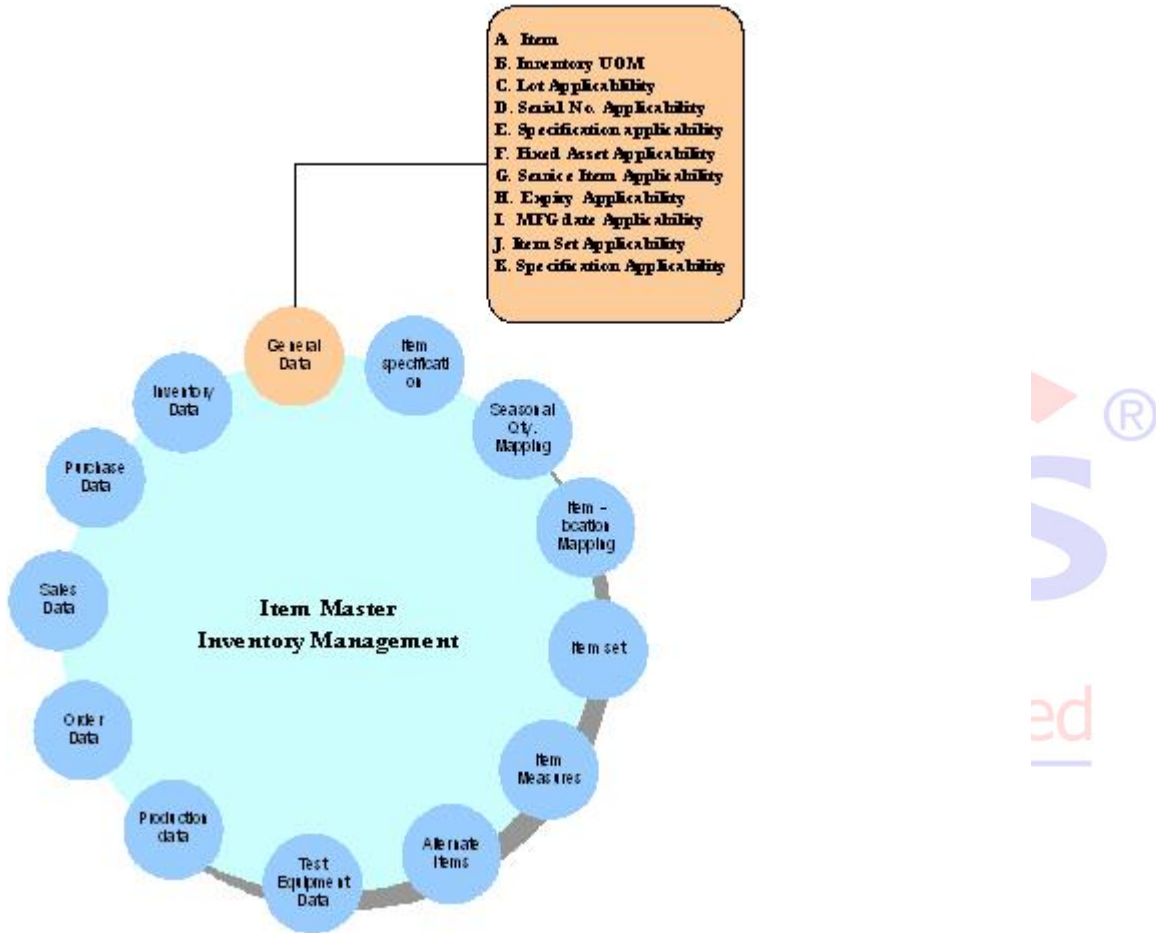 A Item
B. Inventory UOM
C. Lot Applicablility
D. Serial No. Applicability
E. Specification applicability
F. Fixed Asset Applicability
G. Service Item Applicability
H. Expiry Applicability
I. MFG date Applicability
J. Item Set Applicability
K. Specification Applicability
General
Data
Item
specificati
on
Seasonal
Qty.
Mapping
Item -
location
Mapping
Item set
Item
Measures
Alternate
Items
Test
Equipment
Data
Production
data
Order
Data
Sales
Data
Purchase
Data
Inventory
Data
Item Master
Inventory Management
S
®
ed